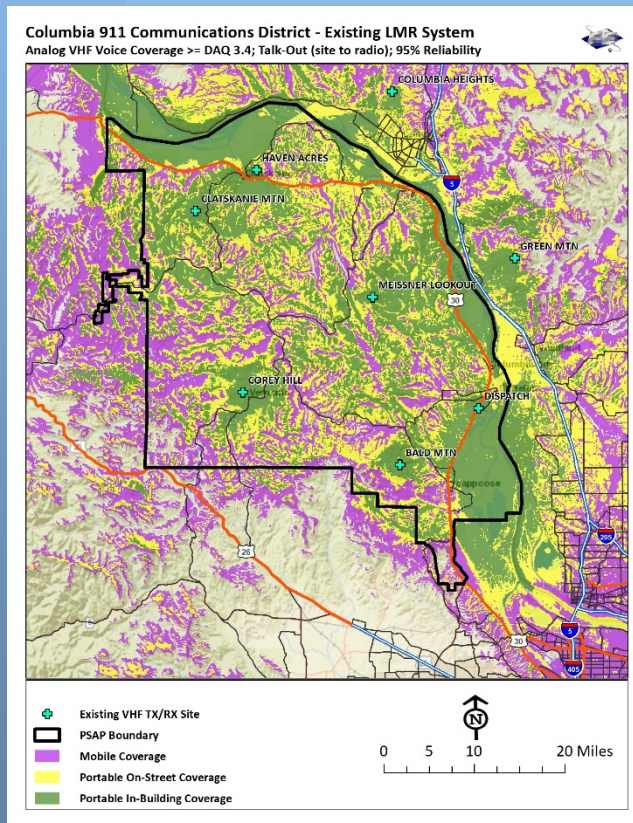 Columbia 911 Communications District - Existing LMR System
Analog VHF Voice Coverage >= DAQ 3.4; Talk-Out (site to radio); 95% Reliability
COLUMBIA HEIGHTS
HAVEN ACRES
5
CLATSKANIE MTN
GREEN MTN
MEISSNER LOOKOUT
30
COREY HILL
DISPATCH
BALD MTN
cappoose
26
205
30
5
405
Existing VHF TX/RX Site
PSAP Boundary
Mobile Coverage
Portable On-Street Coverage
Portable In-Building Coverage
N
0 5 10 20 Miles